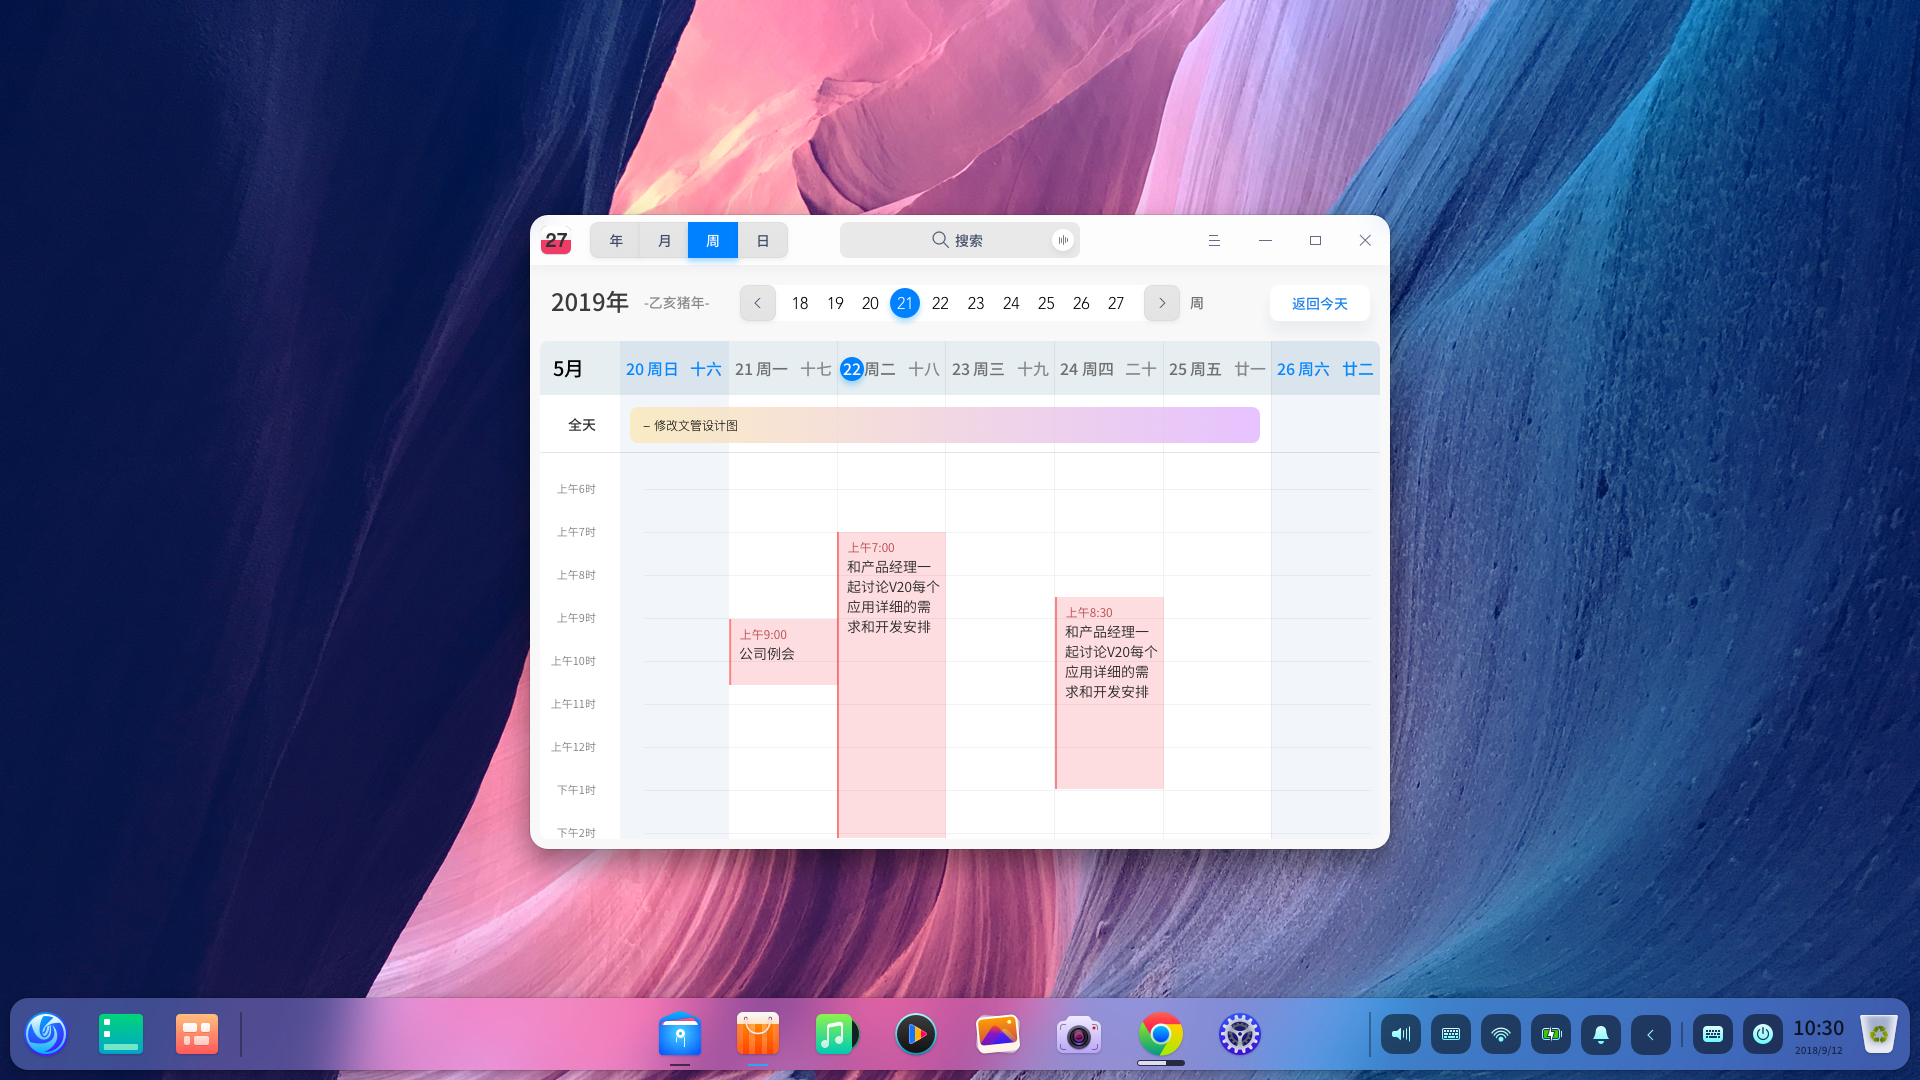 27
年 月 周 日
搜索
2019年 -乙亥猪年-
18 19 20 21 22 23 24 25 26 27 周
返回今天
5月 20 周日 十六 21 周一 十七 22 周二 十八 23 周三 十九 24 周四 二十 25 周五 廿一 26 周六 廿二
全天 – 修改文管设计图
上午6时
上午7时
上午7:00
和产品经理一
起讨论V20每个
应用详细的需
求和开发安排
上午8时
上午8:30
和产品经理一
起讨论V20每个
应用详细的需
求和开发安排
上午9时
上午9:00
公司例会
上午10时
上午11时
上午12时
下午1时
下午2时
10:30
2018/9/12